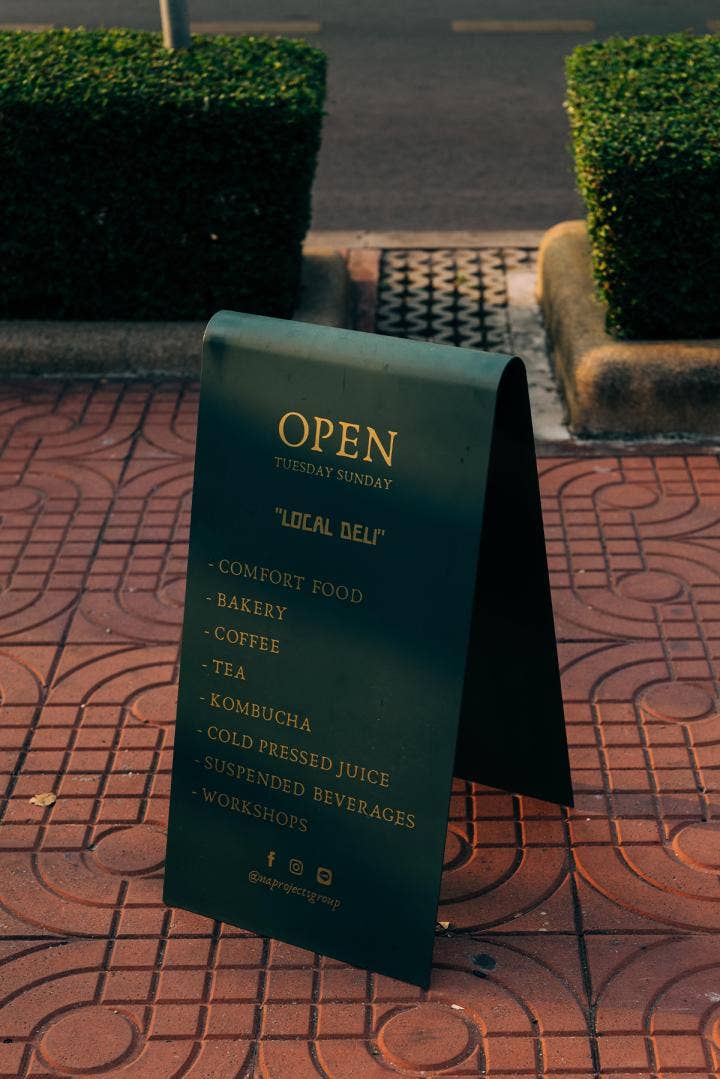 OPEN
TUESDAY SUNDAY
"LOCAL DELI"
- COMFORT FOOD
- BAKERY
- COFFEE
- TEA
- KOMBUCHA
- COLD PRESSED JUICE
- SUSPENDED BEVERAGES
- WORKSHOPS
@naprojectsgroup